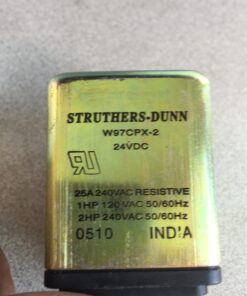 STRUTHERS-DUNN
W97CPX-2
24VDC
RU
25A 240VAC RESISTIVE
1HP 120 VAC 50/60Hz
2HP 240VAC 50/60Hz
0510 INDIA